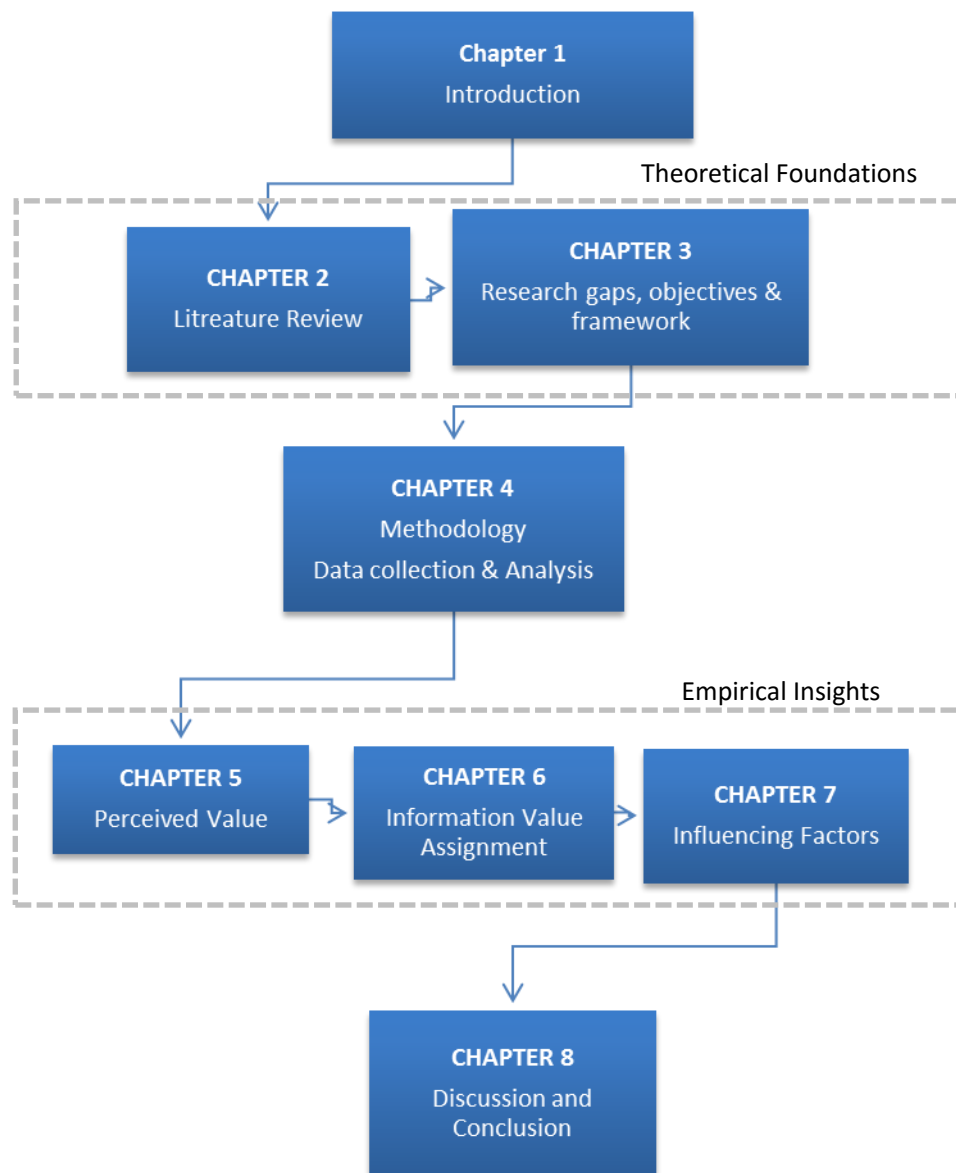 Chapter 1
Introduction
Theoretical Foundations
CHAPTER 2
Litreature Review
CHAPTER 3
Research gaps, objectives &
framework
CHAPTER 4
Methodology
Data collection & Analysis
Empirical Insights
CHAPTER 5
Perceived Value
CHAPTER 6
Information Value
Assignment
CHAPTER 7
Influencing Factors
CHAPTER 8
Discussion and
Conclusion